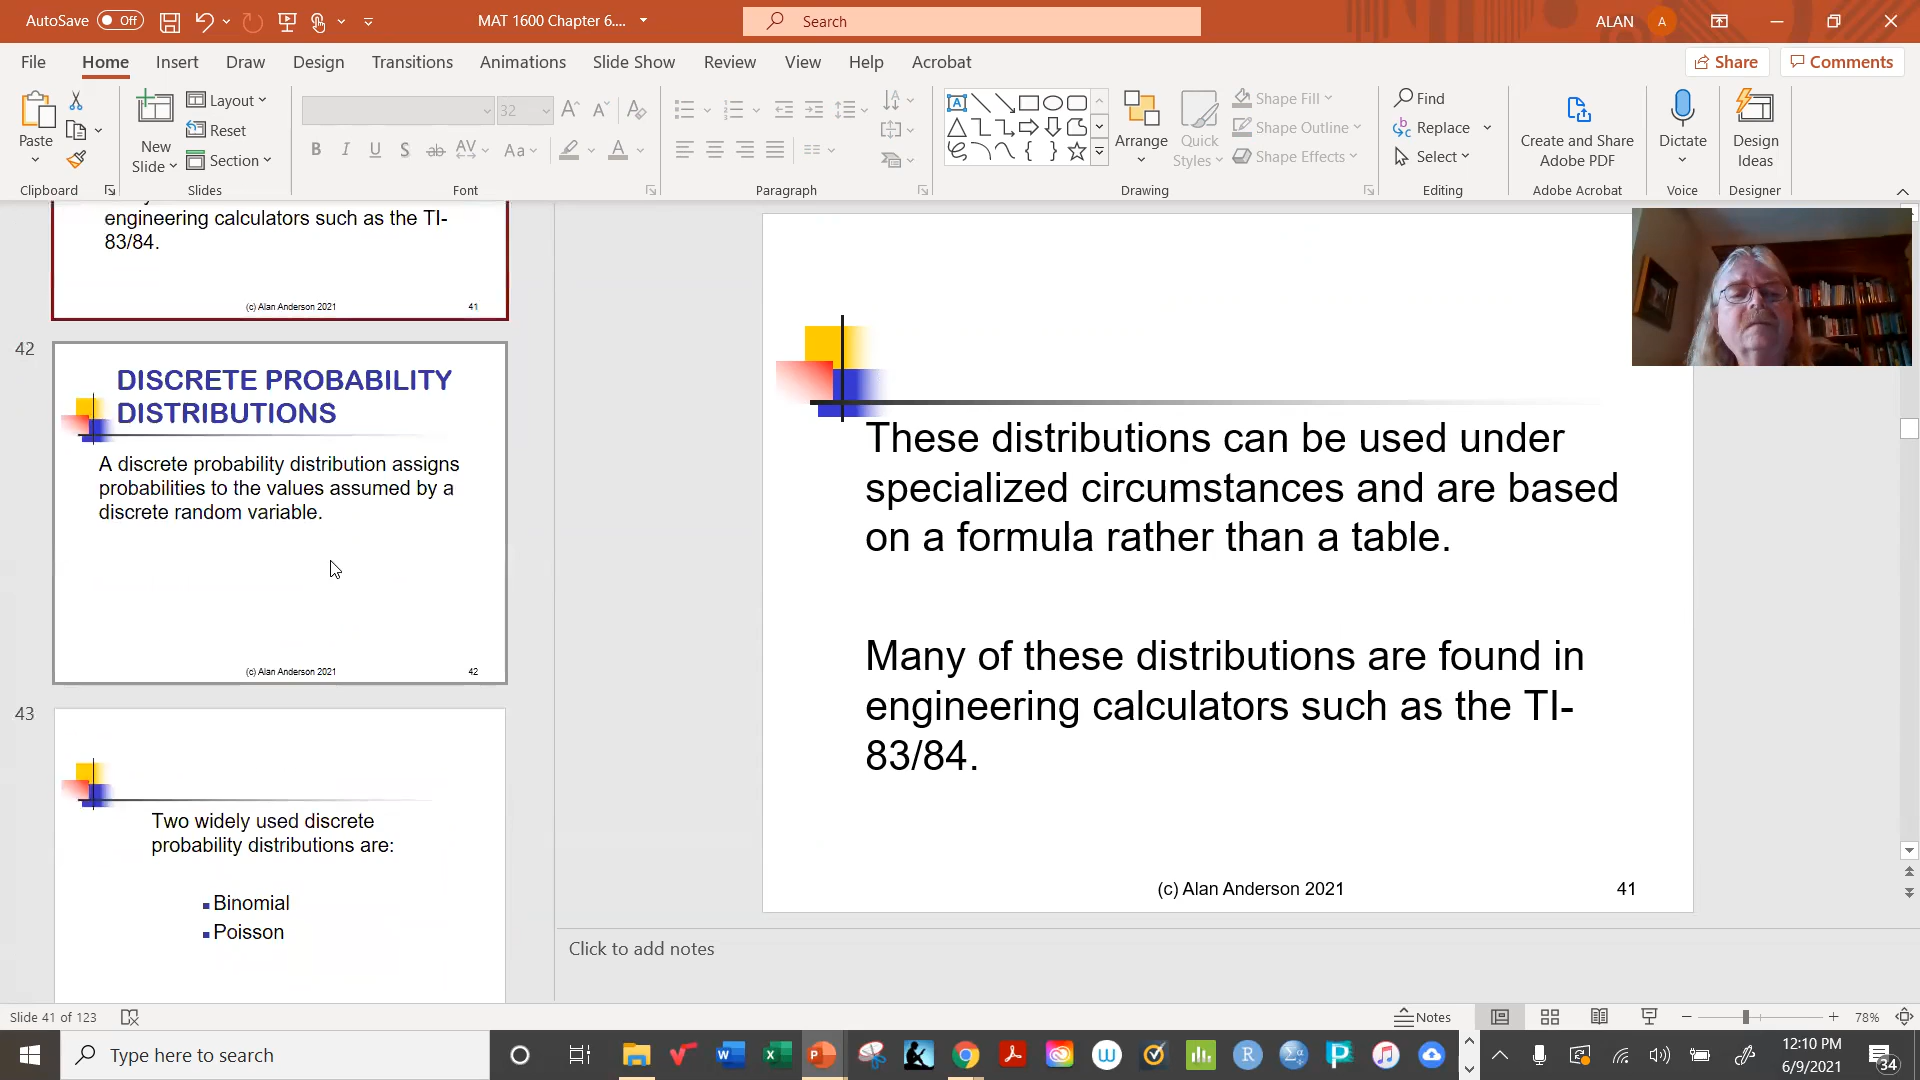 AutoSave Off
MAT 1600 Chapter 6....
Search
ALAN A
File Home Insert Draw Design Transitions Animations Slide Show Review View Help Acrobat
Share Comments
Paste
New
Slide
Layout
Reset
Section
32
B I U S ab AV Aa A
Arrange
Quick
Styles
Shape Fill
Shape Outline
Shape Effects
Find
Replace
Select
Create and Share
Adobe PDF
Dictate
Design
Ideas
Clipboard Slides Font Paragraph Drawing Editing Adobe Acrobat Voice Designer
engineering calculators such as the TI-
83/84.
(c) Alan Anderson 2021 41
42
DISCRETE PROBABILITY
DISTRIBUTIONS
A discrete probability distribution assigns
probabilities to the values assumed by a
discrete random variable.
(c) Alan Anderson 2021 42
43
Two widely used discrete
probability distributions are:
Binomial
Poisson
These distributions can be used under
specialized circumstances and are based
on a formula rather than a table.
Many of these distributions are found in
engineering calculators such as the TI-
83/84.
(c) Alan Anderson 2021 41
Click to add notes
Slide 41 of 123
Notes
78%
Type here to search
12:10 PM
6/9/2021
34